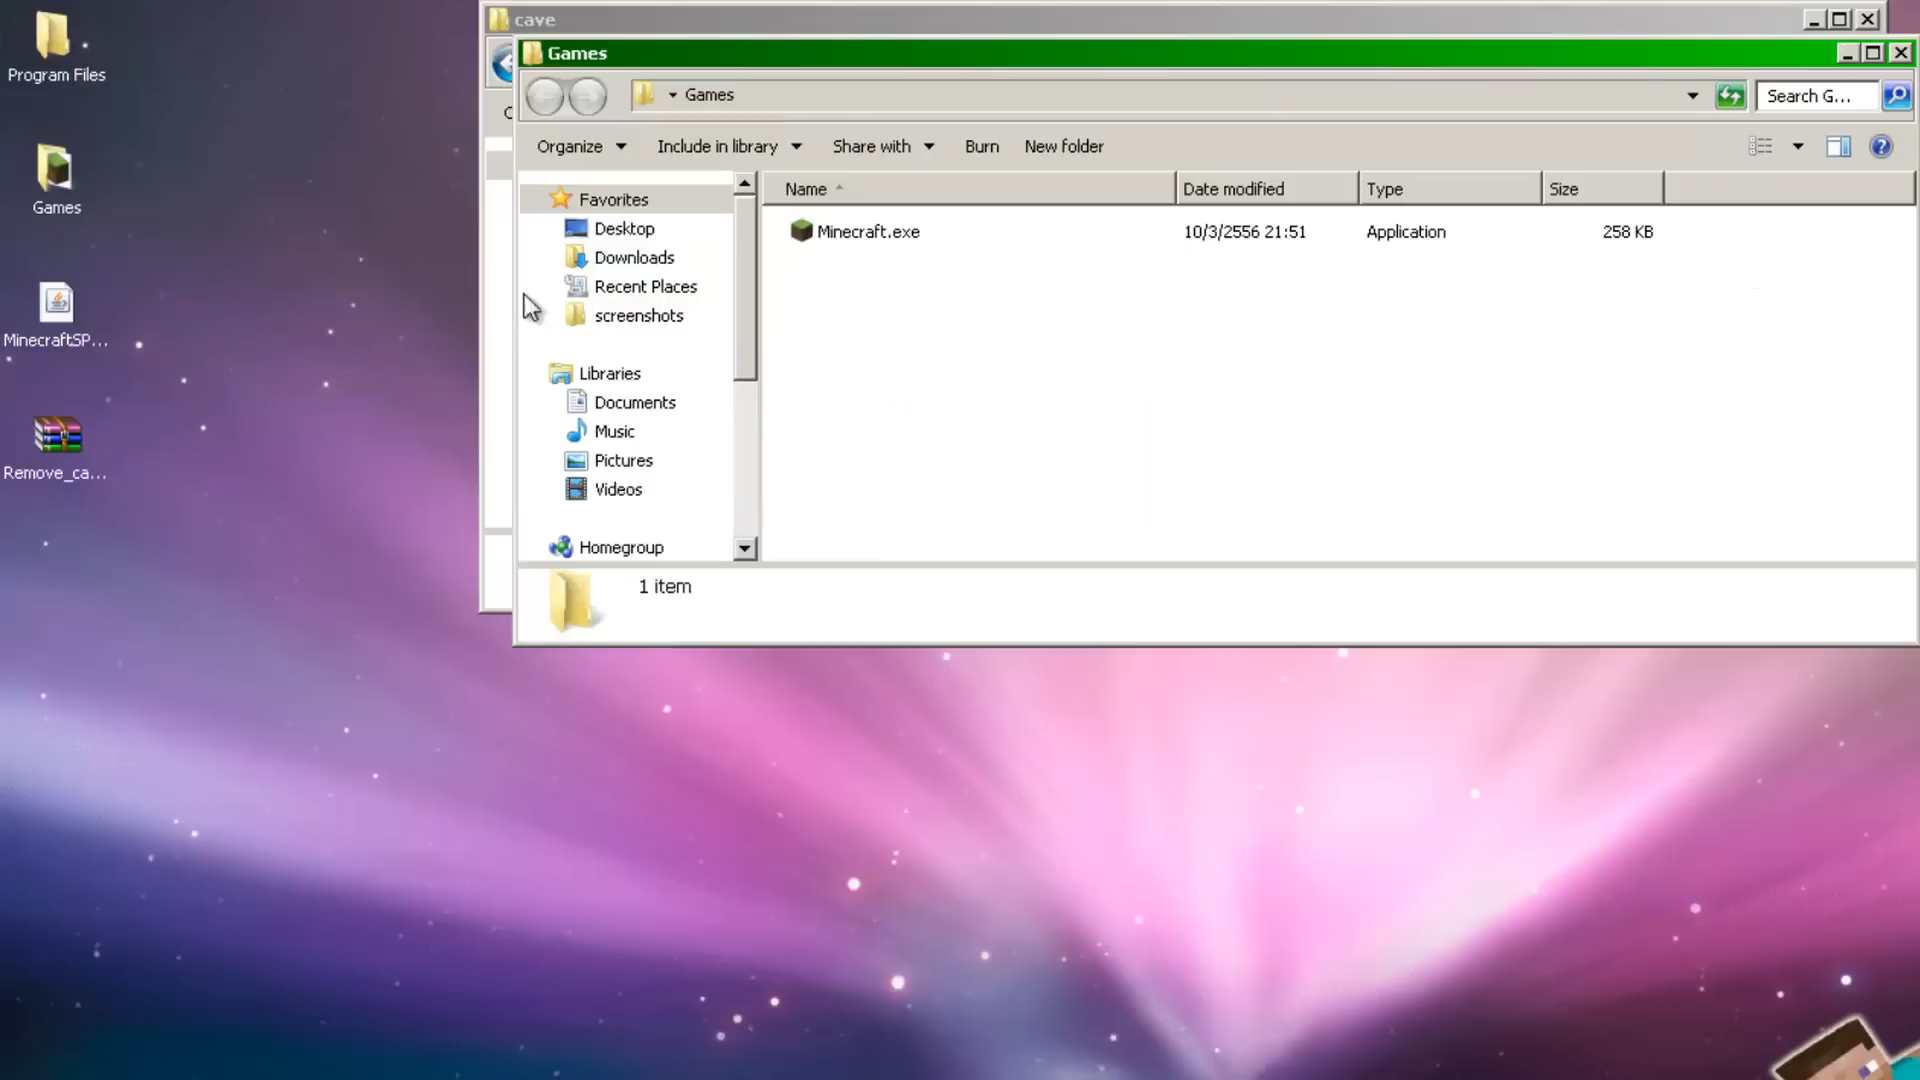 cave
Games
Games
Search G...
Organize
Include in library
Share with
Burn
New folder
Name
Date modified
Type
Size
Favorites
Desktop
Downloads
Recent Places
screenshots
Libraries
Documents
Music
Pictures
Videos
Homegroup
Minecraft.exe 10/3/2556 21:51 Application 258 KB
1 item
Program Files
Games
MinecraftSP...
Remove_ca...